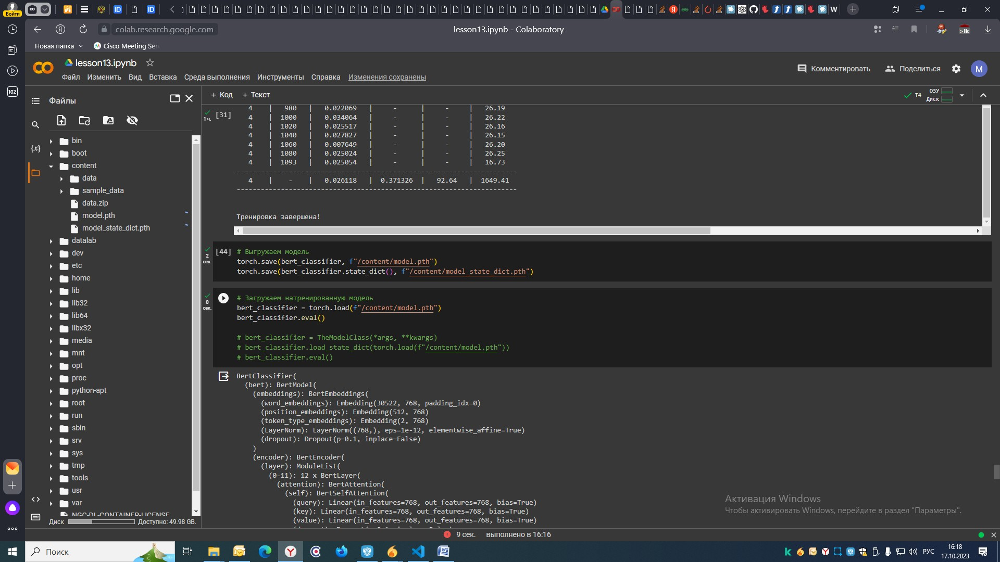 Войти
lesson13.ipynb - Colaboratory
colab.research.google.com
>1k
Новая папка
Cisco Meeting Ser
102
lesson13.ipynb
Файл Изменить Вид Вставка Среда выполнения Инструменты Справка Изменения сохранены
Комментировать
Поделиться
M
Файлы
+ Код + Текст
T4
ОЗУ
Диск
bin
boot
content
data
sample_data
data.zip
model.pth
model_state_dict.pth
datalab
dev
etc
home
lib
lib32
lib64
libx32
media
mnt
opt
proc
python-apt
root
run
sbin
srv
sys
tmp
tools
usr
var
NGC-DL-CONTAINER-LICENSE
Диск Доступно: 49.98 GB.
1 ч.
[31]
4 | 980 | 0.022069 | - | - | 26.19
4 | 1000 | 0.034064 | - | - | 26.22
4 | 1020 | 0.025517 | - | - | 26.16
4 | 1040 | 0.027827 | - | - | 26.15
4 | 1060 | 0.007649 | - | - | 26.20
4 | 1080 | 0.025024 | - | - | 26.25
4 | 1093 | 0.025054 | - | - | 16.73
----------------------------------------------------------------------
4 | - | 0.026118 | 0.371326 | 92.64 | 1649.41
----------------------------------------------------------------------
Тренировка завершена!
2 сек.
[44] # Выгружаем модель
torch.save(bert_classifier, f"/content/model.pth")
torch.save(bert_classifier.state_dict(), f"/content/model_state_dict.pth")
0 сек.
# Загружаем натренированную модель
bert_classifier = torch.load(f"/content/model.pth")
bert_classifier.eval()
# bert_classifier = TheModelClass(*args, **kwargs)
# bert_classifier.load_state_dict(torch.load(f"/content/model.pth"))
# bert_classifier.eval()
BertClassifier(
(bert): BertModel(
(embeddings): BertEmbeddings(
(word_embeddings): Embedding(30522, 768, padding_idx=0)
(position_embeddings): Embedding(512, 768)
(token_type_embeddings): Embedding(2, 768)
(LayerNorm): LayerNorm((768,), eps=1e-12, elementwise_affine=True)
(dropout): Dropout(p=0.1, inplace=False)
)
(encoder): BertEncoder(
(layer): ModuleList(
(0-11): 12 x BertLayer(
(attention): BertAttention(
(self): BertSelfAttention(
(query): Linear(in_features=768, out_features=768, bias=True)
(key): Linear(in_features=768, out_features=768, bias=True)
(value): Linear(in_features=768, out_features=768, bias=True)
Активация Windows
Чтобы активировать Windows, перейдите в раздел "Параметры".
9 сек. выполнено в 16:16
Поиск
РУС
16:18
17.10.2023